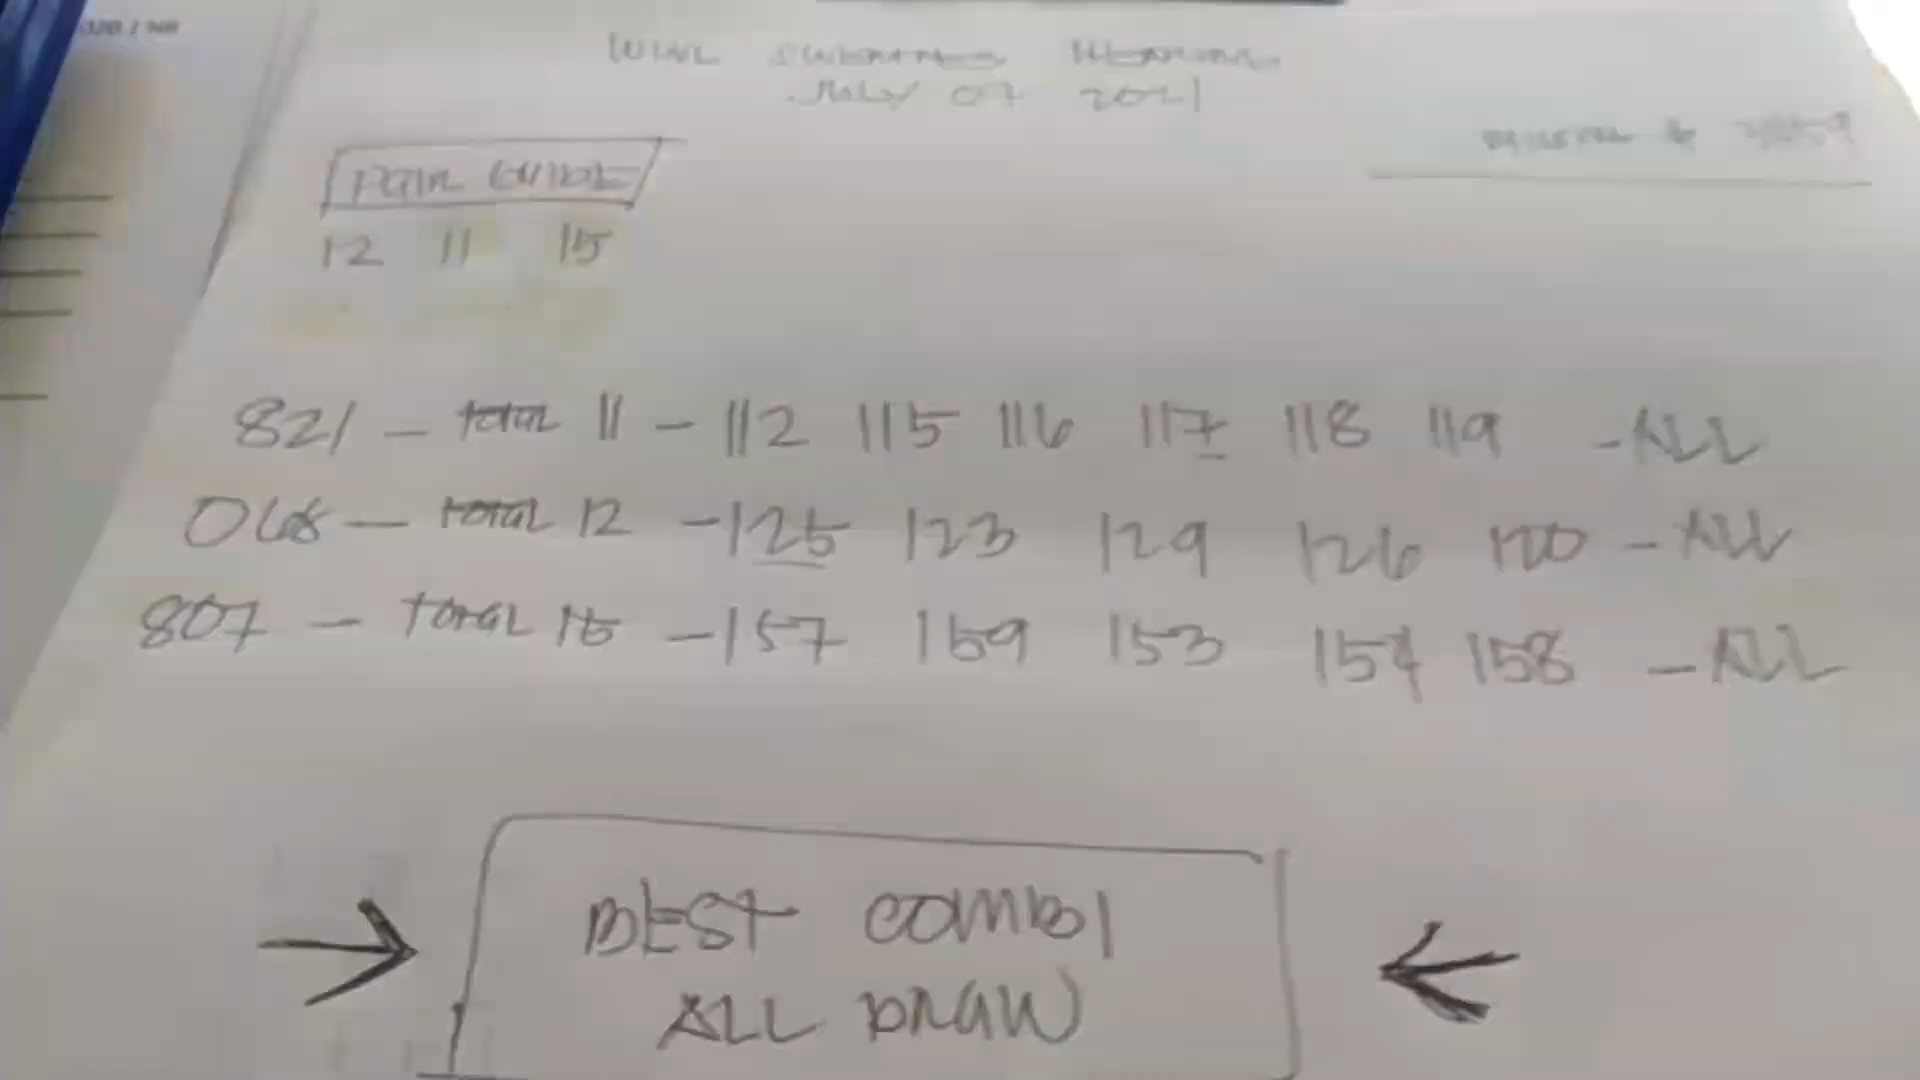 July 07 2021
PAIR GUIDE
12 11 15
821 - total 11 - 112 115 116 117 118 119 - ALL
068 - total 12 - 125 123 129 126 120 - ALL
807 - total 15 - 157 159 153 154 158 - ALL
BEST COMBI
ALL DRAW